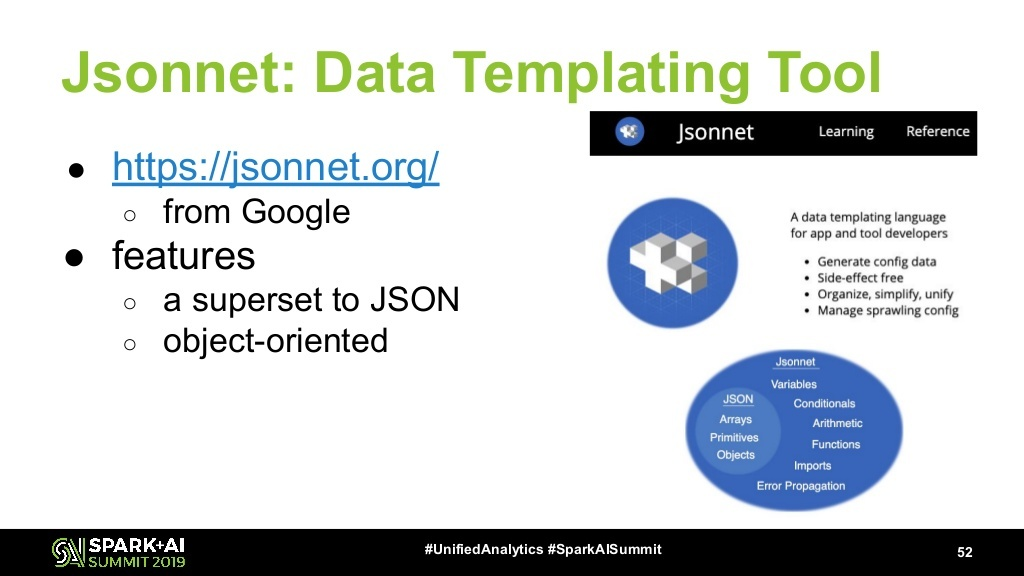 Jsonnet: Data Templating Tool
● https://jsonnet.org/
○ from Google
● features
○ a superset to JSON
○ object-oriented
Jsonnet Learning Reference
A data templating language
for app and tool developers
• Generate config data
• Side-effect free
• Organize, simplify, unify
• Manage sprawling config
Jsonnet
Variables
Conditionals
Arithmetic
Functions
Imports
Error Propagation
JSON
Arrays
Primitives
Objects
SPARK+AI
SUMMIT 2019
#UnifiedAnalytics #SparkAISummit
52